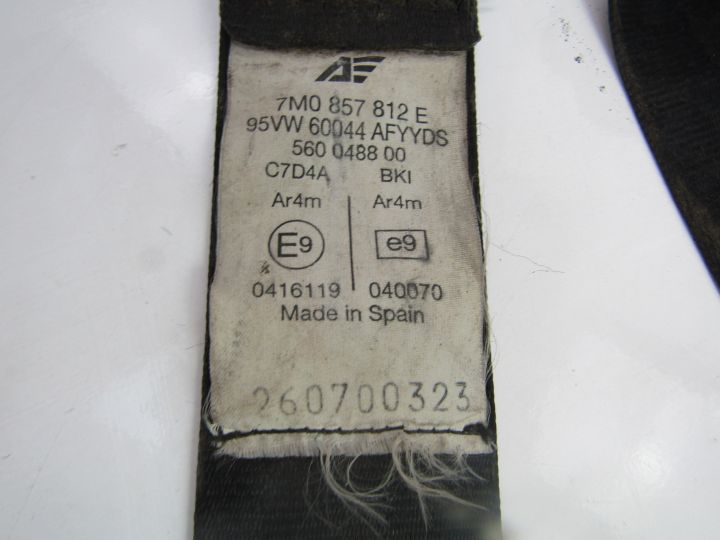 7M0 857 812 E
95VW 60044 AFYYDS
560 0488 00
C7D4A BKI
Ar4m Ar4m
E9 e9
0416119 040070
Made in Spain
260700323